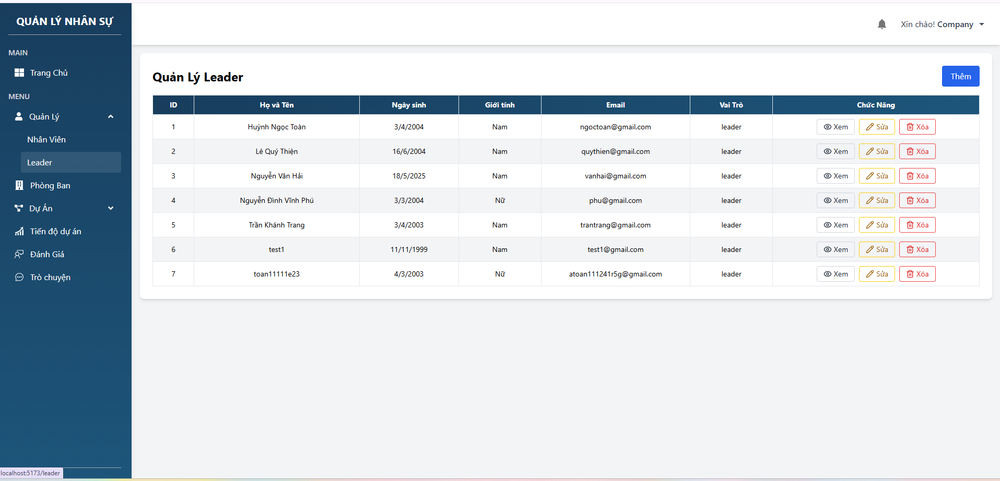 QUẢN LÝ NHÂN SỰ
MAIN
Trang Chủ
MENU
Quản Lý
Nhân Viên
Leader
Phòng Ban
Dự Án
Tiến độ dự án
Đánh Giá
Trò chuyện
localhost:5173/leader
Xin chào! Company
Quản Lý Leader
Thêm
ID Họ và Tên Ngày sinh Giới tính Email Vai Trò Chức Năng
1 Huỳnh Ngọc Toàn 3/4/2004 Nam ngoctoan@gmail.com leader Xem Sửa Xóa
2 Lê Quý Thiện 16/6/2004 Nam quythien@gmail.com leader Xem Sửa Xóa
3 Nguyễn Văn Hải 18/5/2025 Nam vanhai@gmail.com leader Xem Sửa Xóa
4 Nguyễn Đình Vĩnh Phú 3/3/2004 Nữ phu@gmail.com leader Xem Sửa Xóa
5 Trần Khánh Trang 3/4/2003 Nam trantrang@gmail.com leader Xem Sửa Xóa
6 test1 11/11/1999 Nam test1@gmail.com leader Xem Sửa Xóa
7 toan11111e23 4/3/2003 Nữ atoan111241r5g@gmail.com leader Xem Sửa Xóa